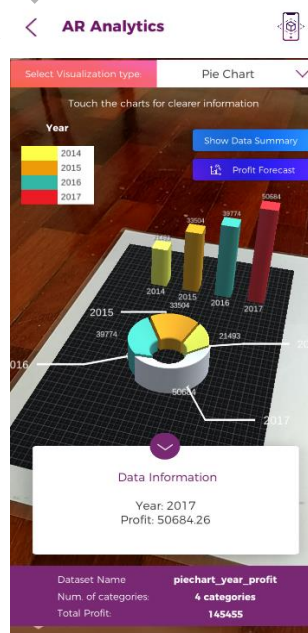 AR Analytics
Select Visualization type:
Pie Chart
Touch the charts for clearer information
Year
2014
2015
2016
2017
Show Data Summary
Profit Forecast
50684
39774
33504
2014
2015
2016
2017
2015
33504
39774
21493
016
20
50684
2017
Data Information
Year: 2017
Profit: 50684.26
Dataset Name
piechart_year_profit
Num. of categories:
4 categories
Total Profit:
145455